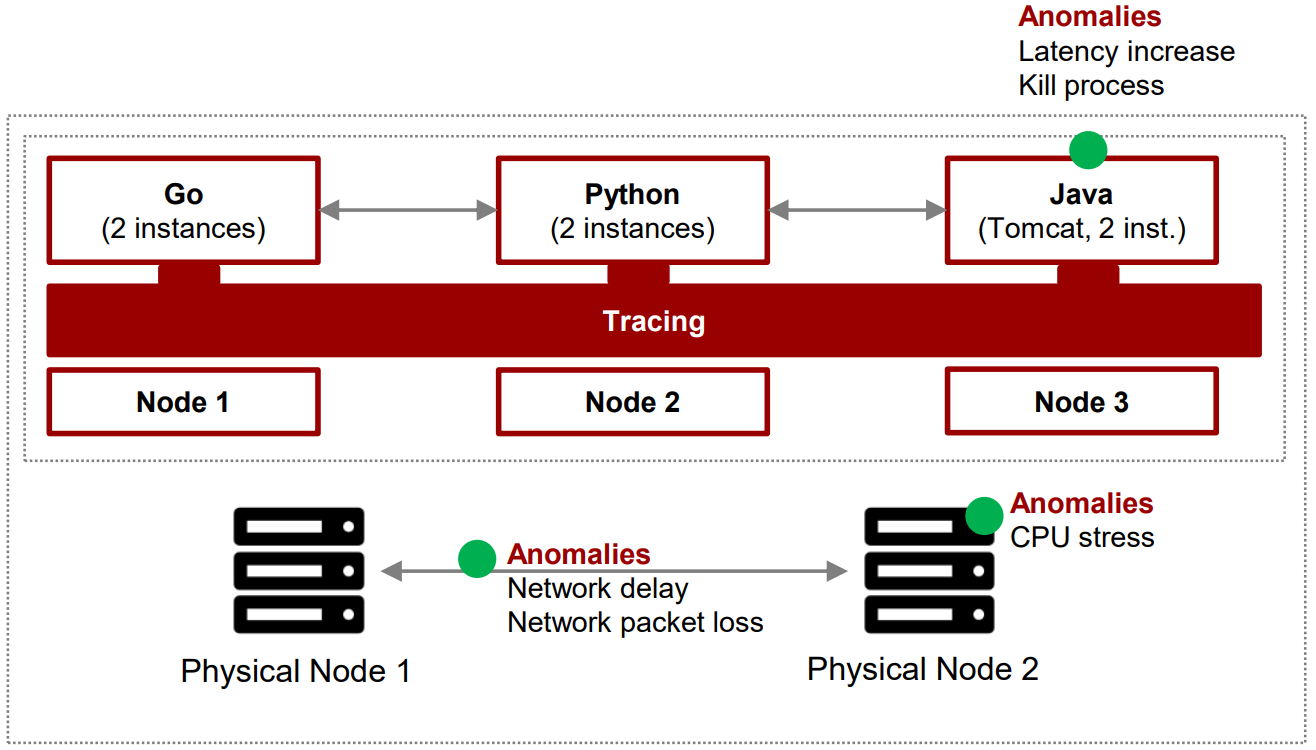 Anomalies
Latency increase
Kill process
Go
(2 instances)
Python
(2 instances)
Java
(Tomcat, 2 inst.)
Tracing
Node 1
Node 2
Node 3
Anomalies
CPU stress
Anomalies
Network delay
Network packet loss
Physical Node 1
Physical Node 2